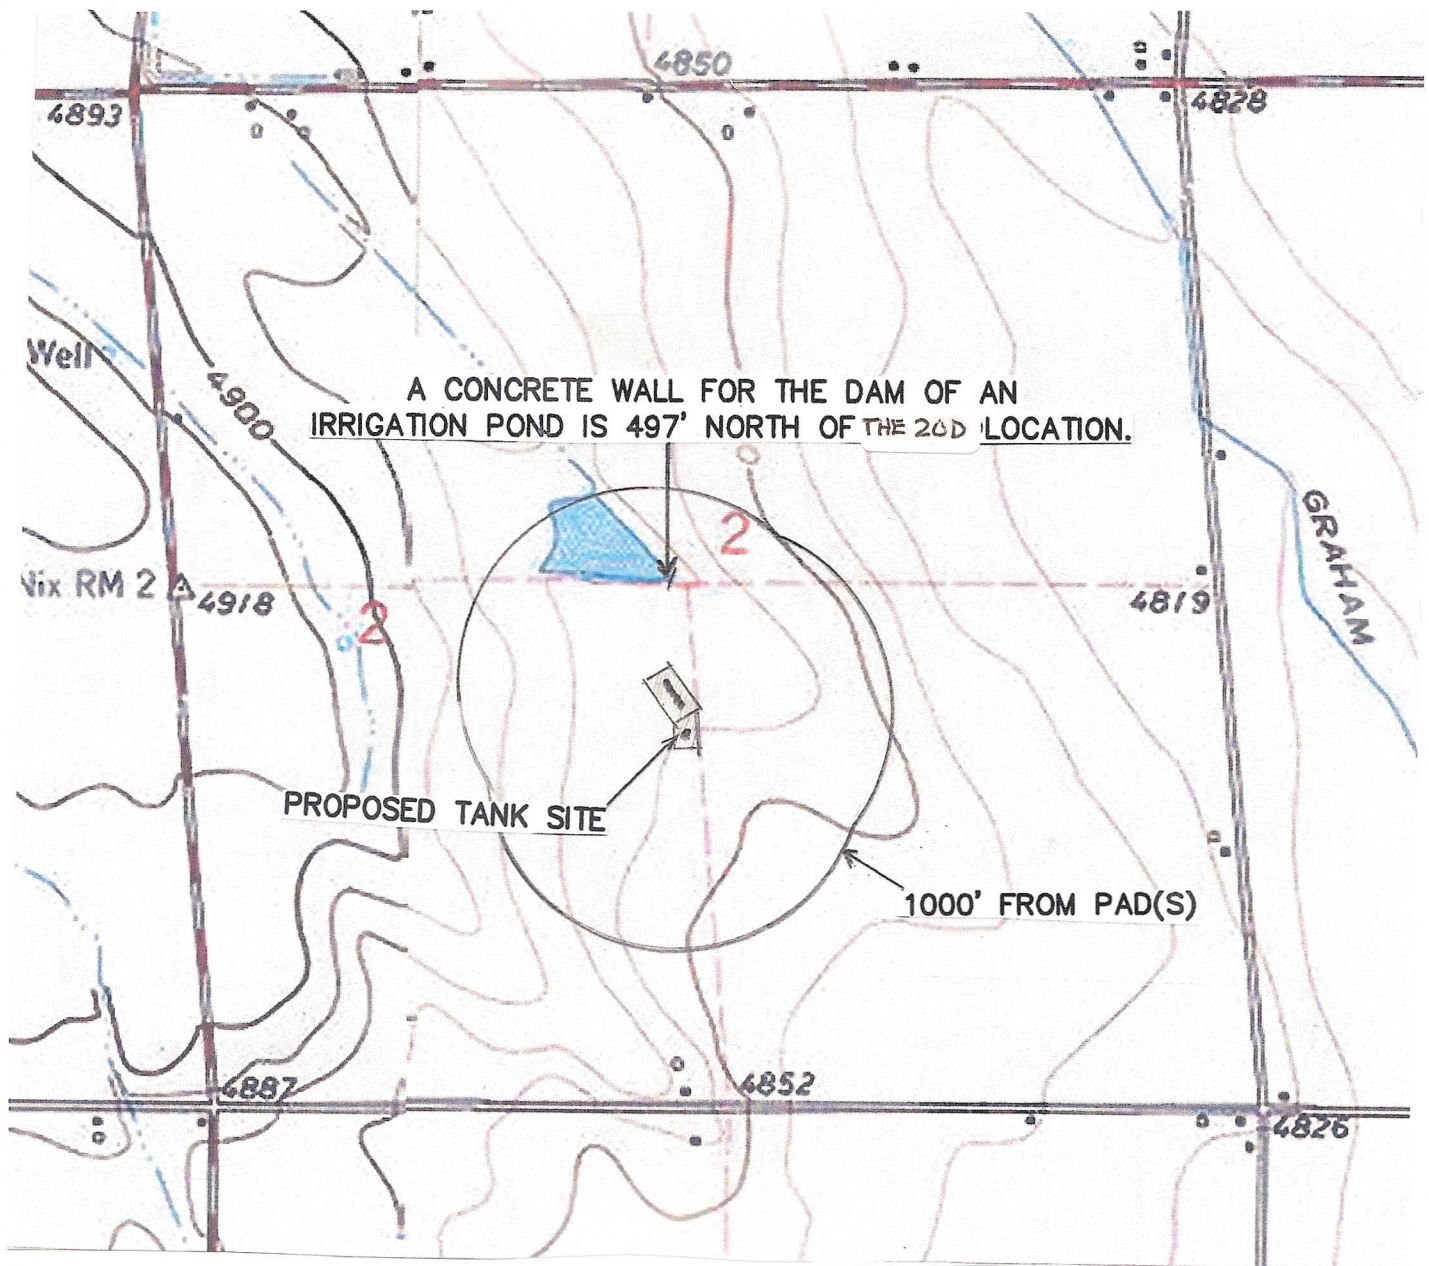 4850
4893
4828
Well
4900
A CONCRETE WALL FOR THE DAM OF AN
IRRIGATION POND IS 497' NORTH OF THE 20D LOCATION.
2
GRAHAM
Nix RM 2
4918
2
4819
PROPOSED TANK SITE
1000' FROM PAD(S)
4887
4852
4826